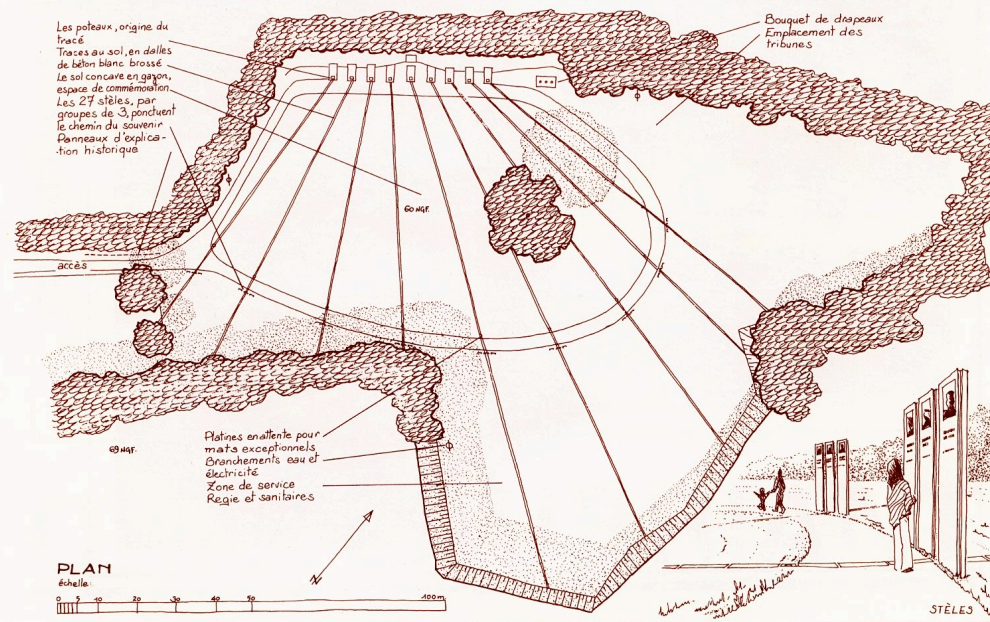 Les poteaux, origine du
tracé
Traces au sol, en dalles
de béton blanc brossé
Le sol concave en gazon,
espace de commémoration
Les 27 stèles, par
groupes de 3, ponctuent
le chemin du souvenir
Panneaux d'explica-
-tion historique
Bouquet de drapeaux
Emplacement des
tribunes
60 NGF.
accès
69 NGF.
Platines en attente pour
mats exceptionnels
Branchements eau et
électricité
Zone de service
Regie et sanitaires
N
PLAN
échelle:
0 5 10 20 30 50 100m
STÈLES